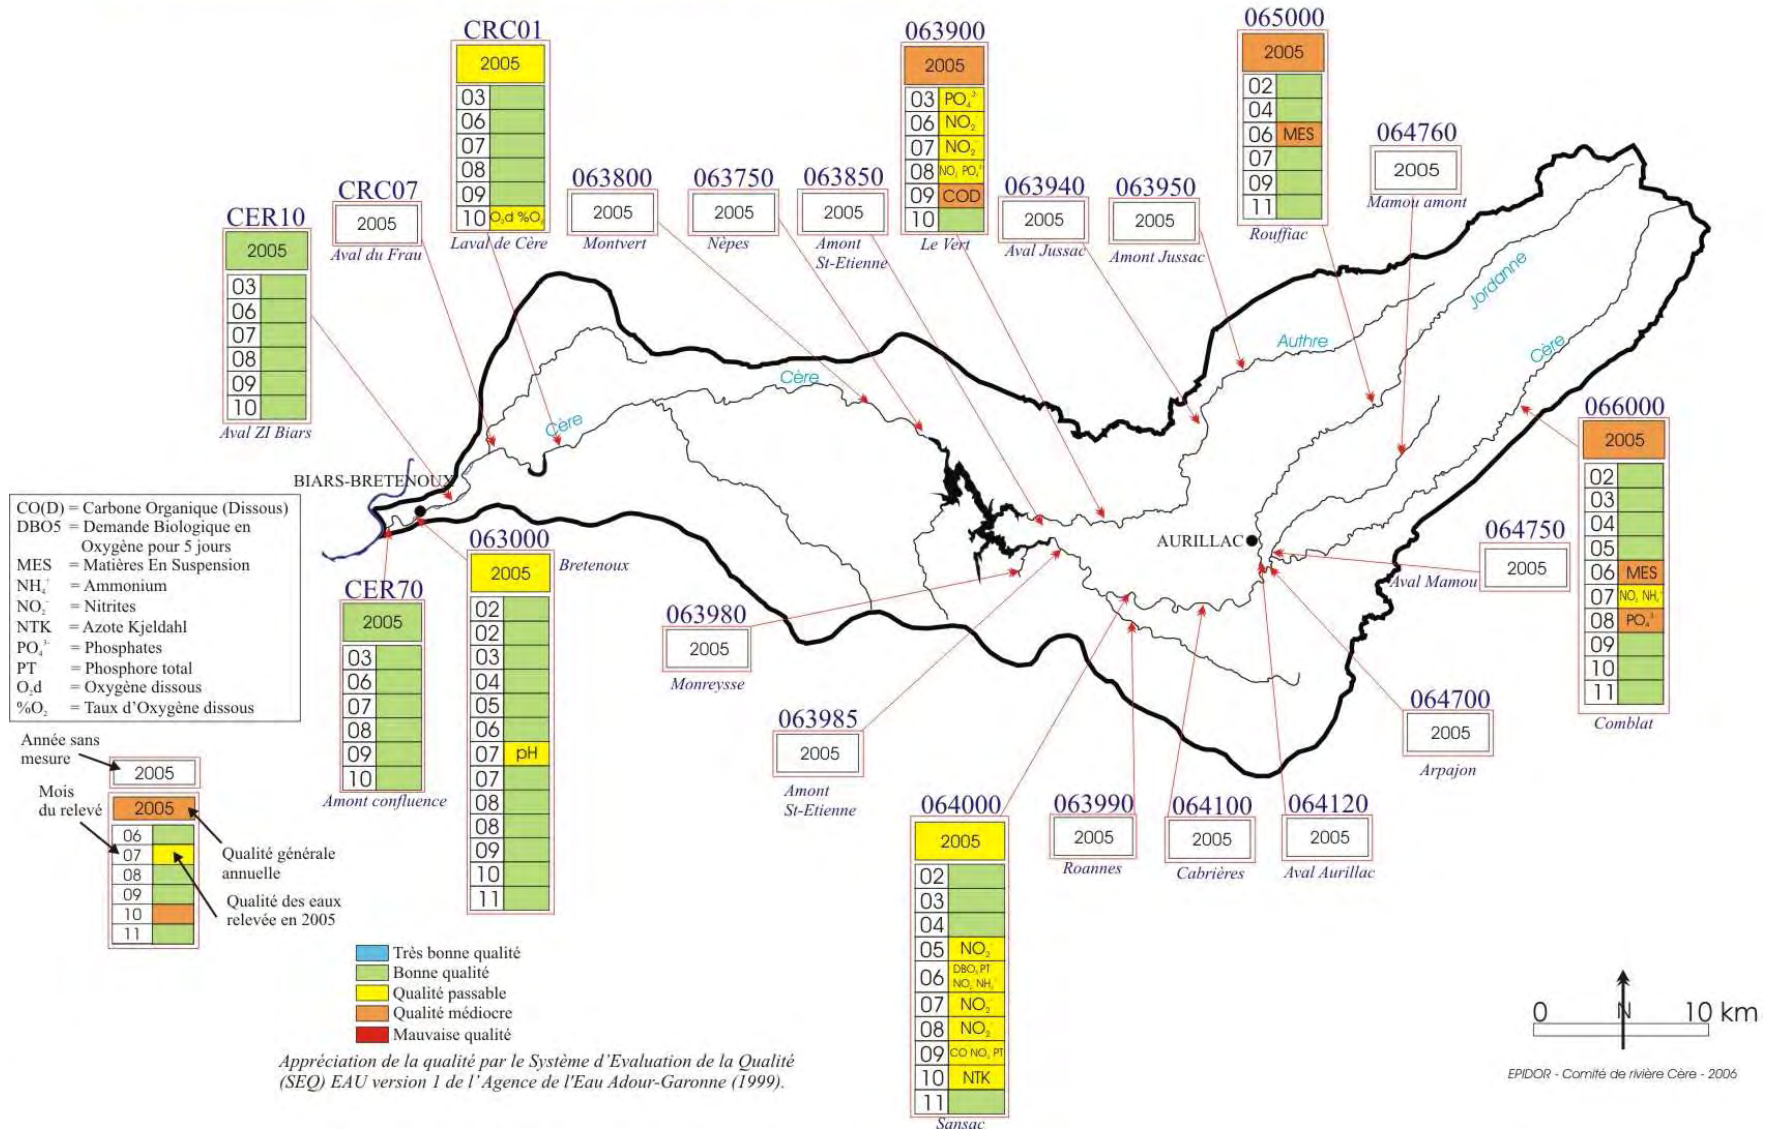 CRC01
2005
03
06
07
08
09
10 O₂d %O₂
Laval de Cère
063900
2005
03 PO₄³⁻
06 NO₂⁻
07 NO₂⁻
08 NO₂⁻ PO₄³⁻
09 COD
10
Le Vert
065000
2005
02
04
06 MES
07
09
11
Rouffiac
064760
2005
Mamou amont
CRC07
2005
Aval du Frau
063800
2005
Montvert
063750
2005
Nèpes
063850
2005
Amont
St-Etienne
063940
2005
Aval Jussac
063950
2005
Amont Jussac
CER10
2005
03
06
07
08
09
10
Aval ZI Biars
Jordanne
Authre
Cère
Cère
Cère
066000
2005
02
03
04
05
06 MES
07 NO₂⁻ NH₄⁺
08 PO₄³⁻
09
10
11
Comblat
BIARS-BRETENOUX
AURILLAC
064750
2005
Aval Mamou
CO(D) = Carbone Organique (Dissous)
DBO5 = Demande Biologique en
Oxygène pour 5 jours
MES = Matières En Suspension
NH₄⁺ = Ammonium
NO₂⁻ = Nitrites
NTK = Azote Kjeldahl
PO₄³⁻ = Phosphates
PT = Phosphore total
O₂d = Oxygène dissous
%O₂ = Taux d'Oxygène dissous
063000
Bretenoux
2005
02
02
03
04
05
06
07 pH
07
08
08
09
10
11
CER70
2005
03
06
07
08
09
10
Amont confluence
063980
2005
Monreysse
063985
2005
Amont
St-Etienne
064700
2005
Arpajon
064000
2005
02
03
04
05 NO₂⁻
06 DBO₅ PT
NO₂⁻ NH₄⁺
07 NO₂⁻
08 NO₂⁻
09 CO NO₂⁻ PT
10 NTK
11
Sansac
063990
2005
Roannes
064100
2005
Cabrières
064120
2005
Aval Aurillac
Année sans
mesure
2005
Mois
du relevé
2005
06
07
08
09
10
11
Qualité générale
annuelle
Qualité des eaux
relevée en 2005
Très bonne qualité
Bonne qualité
Qualité passable
Qualité médiocre
Mauvaise qualité
Appréciation de la qualité par le Système d'Evaluation de la Qualité
(SEQ) EAU version 1 de l'Agence de l'Eau Adour-Garonne (1999).
0 N 10 km
EPIDOR - Comité de rivière Cère - 2006